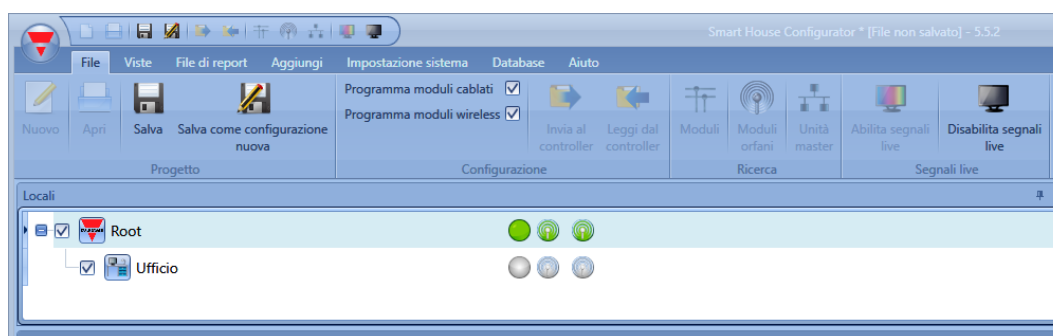 Smart House Configurator * [File non salvato] - 5.5.2
File Viste File di report Aggiungi Impostazione sistema Database Aiuto
Programma moduli cablati
Programma moduli wireless
Nuovo Apri Salva Salva come configurazione
nuova
Invia al
controller
Leggi dal
controller
Moduli
Moduli
orfani
Unità
master
Abilita segnali
live
Disabilita segnali
live
Progetto Configurazione Ricerca Segnali live
Locali
Root
Ufficio